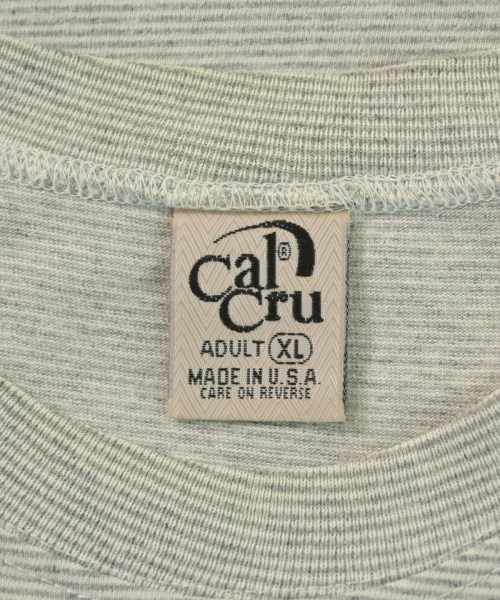 Cal®
Cru
ADULT XL
MADE IN U.S.A.
CARE ON REVERSE